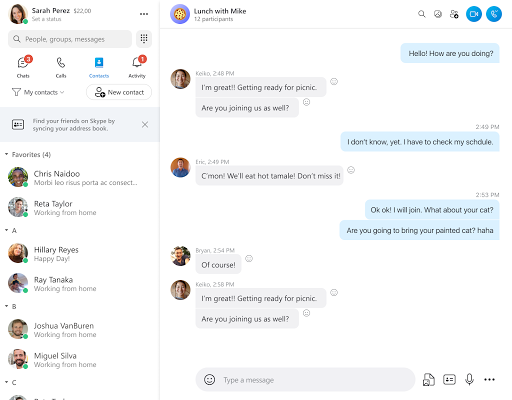 Sarah Perez $22,00
Set a status
People, groups, messages
3
1
Chats Calls Contacts Activity
My contacts
New contact
Find your friends on Skype by
syncing your address book.
Favorites (4)
Chris Naidoo
Morbi leo risus porta ac consect...
Reta Taylor
Working from home
A
Hillary Reyes
Happy Day!
Ray Tanaka
Working from home
B
Joshua VanBuren
Working from home
Miguel Silva
Working from home
C
Lunch with Mike
12 participants
Hello! How are you doing?
Keiko, 2:48 PM
I'm great!! Getting ready for picnic.
Are you joining us as well?
2:49 PM
I don't know, yet. I have to check my schdule.
Eric, 2:49 PM
C'mon! We'll eat hot tamale! Don't miss it!
2:53 PM
Ok ok! I will join. What about your cat?
Are you going to bring your painted cat? haha
Bryan, 2:54 PM
Of course!
Keiko, 2:58 PM
I'm great!! Getting ready for picnic.
Are you joining us as well?
Type a message